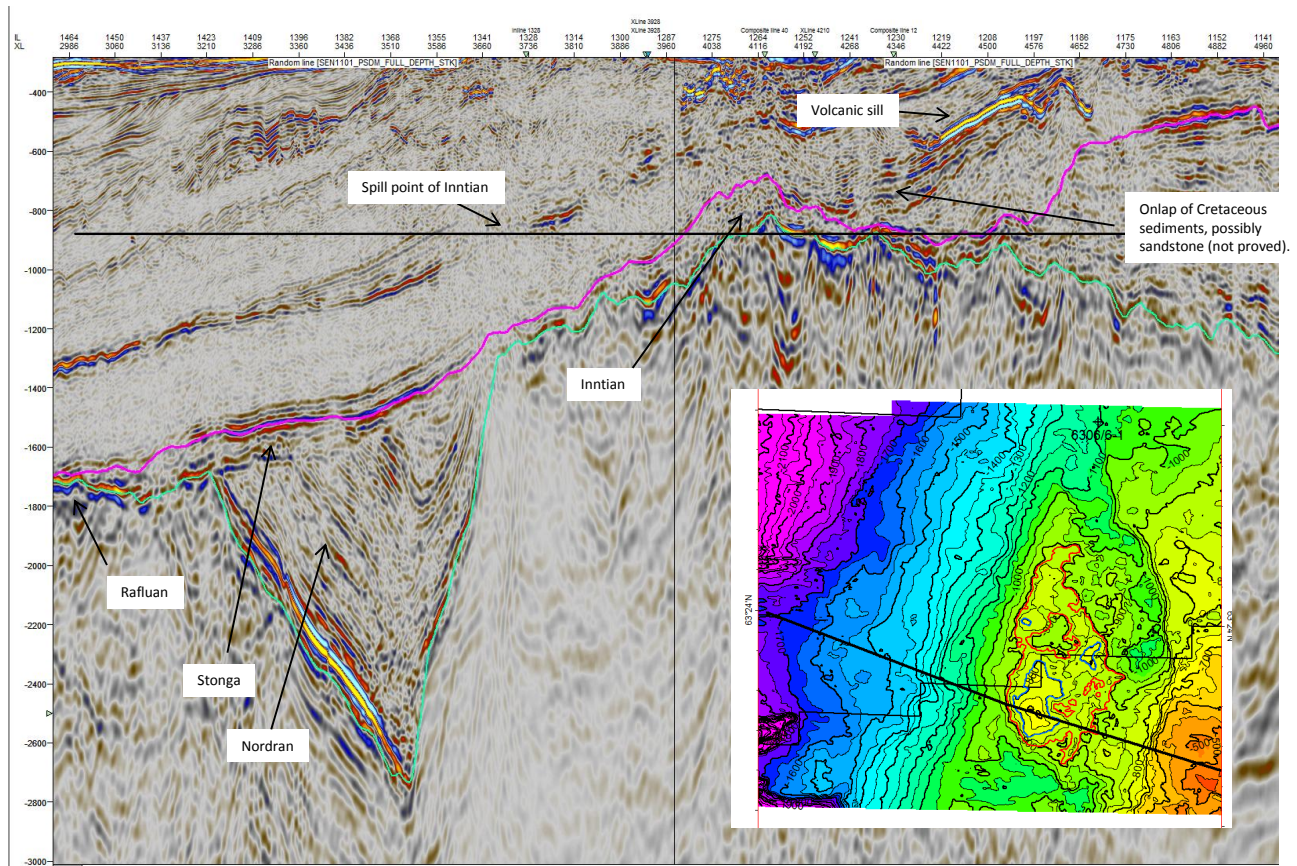 XLine 3928
inline 1328 XLine 3928 Composite line 40 XLine 4210 Composite line 12
IL 1464 1450 1437 1423 1409 1396 1382 1368 1355 1341 1328 1314 1300 1287 1275 1264 1252 1241 1230 1219 1208 1197 1186 1175 1163 1152 1141
XL 2986 3060 3136 3210 3286 3360 3436 3510 3586 3660 3736 3814 3886 3960 4038 4116 4192 4268 4346 4422 4500 4576 4652 4730 4804 4882 4960
Random line [SEN1101_PSDM_FULL_DEPTH_STK] Random line [SEN1101_PSDM_FULL_DEPTH_STK]
-400
-600
-800
-1000
-1200
-1400
-1600
-1800
-2000
-2200
-2400
-2600
-2800
-3000
Volcanic sill
Spill point of Inntian
Onlap of Cretaceous
sediments, possibly
sandstone (not proved).
Inntian
Rafluan
Stonga
Nordran
6306/6-1
63°24'N
63°24'N